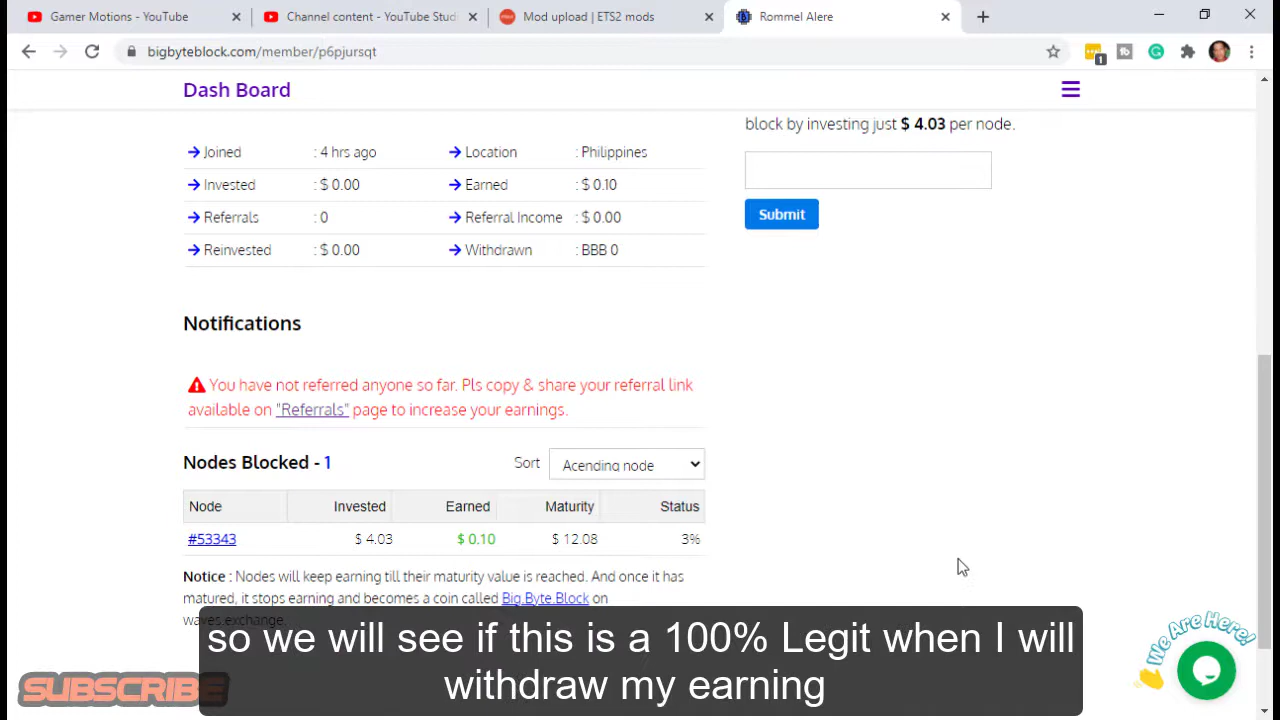 Gamer Motions - YouTube
Channel content - YouTube Stud
Mod upload | ETS2 mods
Rommel Alere
bigbyteblock.com/member/p6pjursqt
1
Dash Board
block by investing just $ 4.03 per node.
Joined : 4 hrs ago Location : Philippines
Invested : $ 0.00 Earned : $ 0.10
Referrals : 0 Referral Income : $ 0.00
Reinvested : $ 0.00 Withdrawn : BBB 0
Submit
Notifications
You have not referred anyone so far. Pls copy & share your referral link
available on "Referrals" page to increase your earnings.
Nodes Blocked - 1 Sort Acending node
Node Invested Earned Maturity Status
#53343 $ 4.03 $ 0.10 $ 12.08 3%
Notice : Nodes will keep earning till their maturity value is reached. And once it has
matured, it stops earning and becomes a coin called Big.Byte.Block on
waves.exchange.
so we will see if this is a 100% Legit when I will
withdraw my earning
SUBSCRIBE
We Are Here!